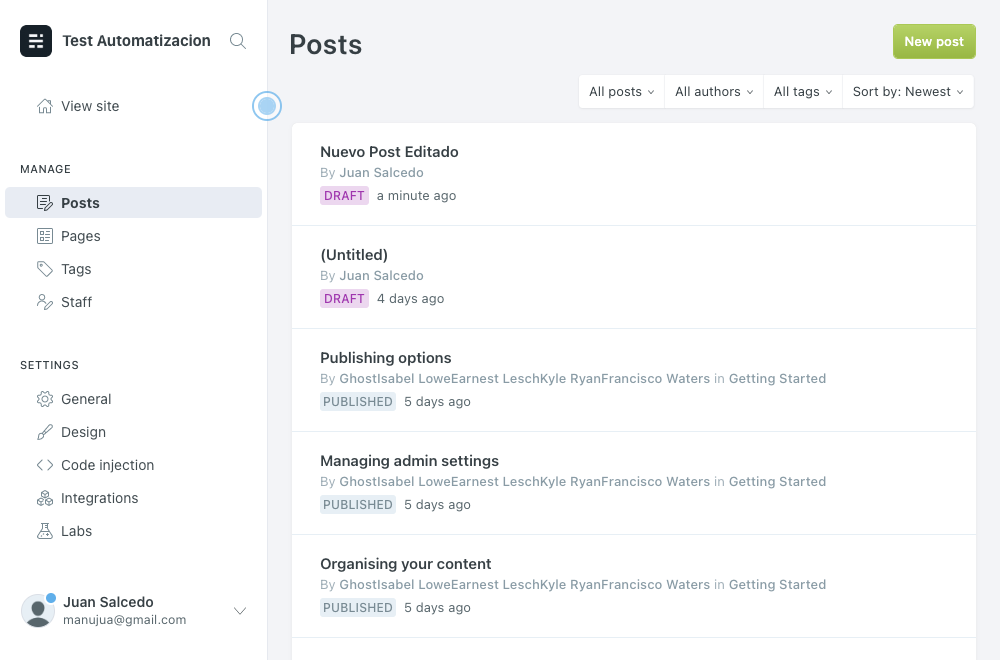 Test Automatizacion
View site
MANAGE
Posts
Pages
Tags
Staff
SETTINGS
General
Design
Code injection
Integrations
Labs
Juan Salcedo
manujua@gmail.com
Posts
New post
All posts
All authors
All tags
Sort by: Newest
Nuevo Post Editado
By Juan Salcedo
DRAFT a minute ago
(Untitled)
By Juan Salcedo
DRAFT 4 days ago
Publishing options
By GhostIsabel LoweEarnest LeschKyle RyanFrancisco Waters in Getting Started
PUBLISHED 5 days ago
Managing admin settings
By GhostIsabel LoweEarnest LeschKyle RyanFrancisco Waters in Getting Started
PUBLISHED 5 days ago
Organising your content
By GhostIsabel LoweEarnest LeschKyle RyanFrancisco Waters in Getting Started
PUBLISHED 5 days ago